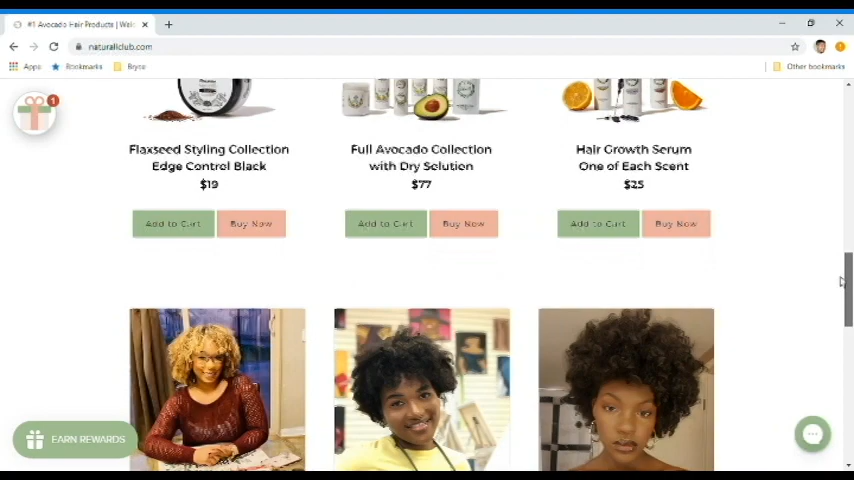 #1 Avocado Hair Products | Wel
naturallclub.com
Apps Bookmarks Bryce Other bookmarks
1
Flaxseed Styling Collection
Edge Control Black
$19
Add to Cart Buy Now
Full Avocado Collection
with Dry Solution
$77
Add to Cart Buy Now
Hair Growth Serum
One of Each Scent
$25
Add to Cart Buy Now
EARN REWARDS